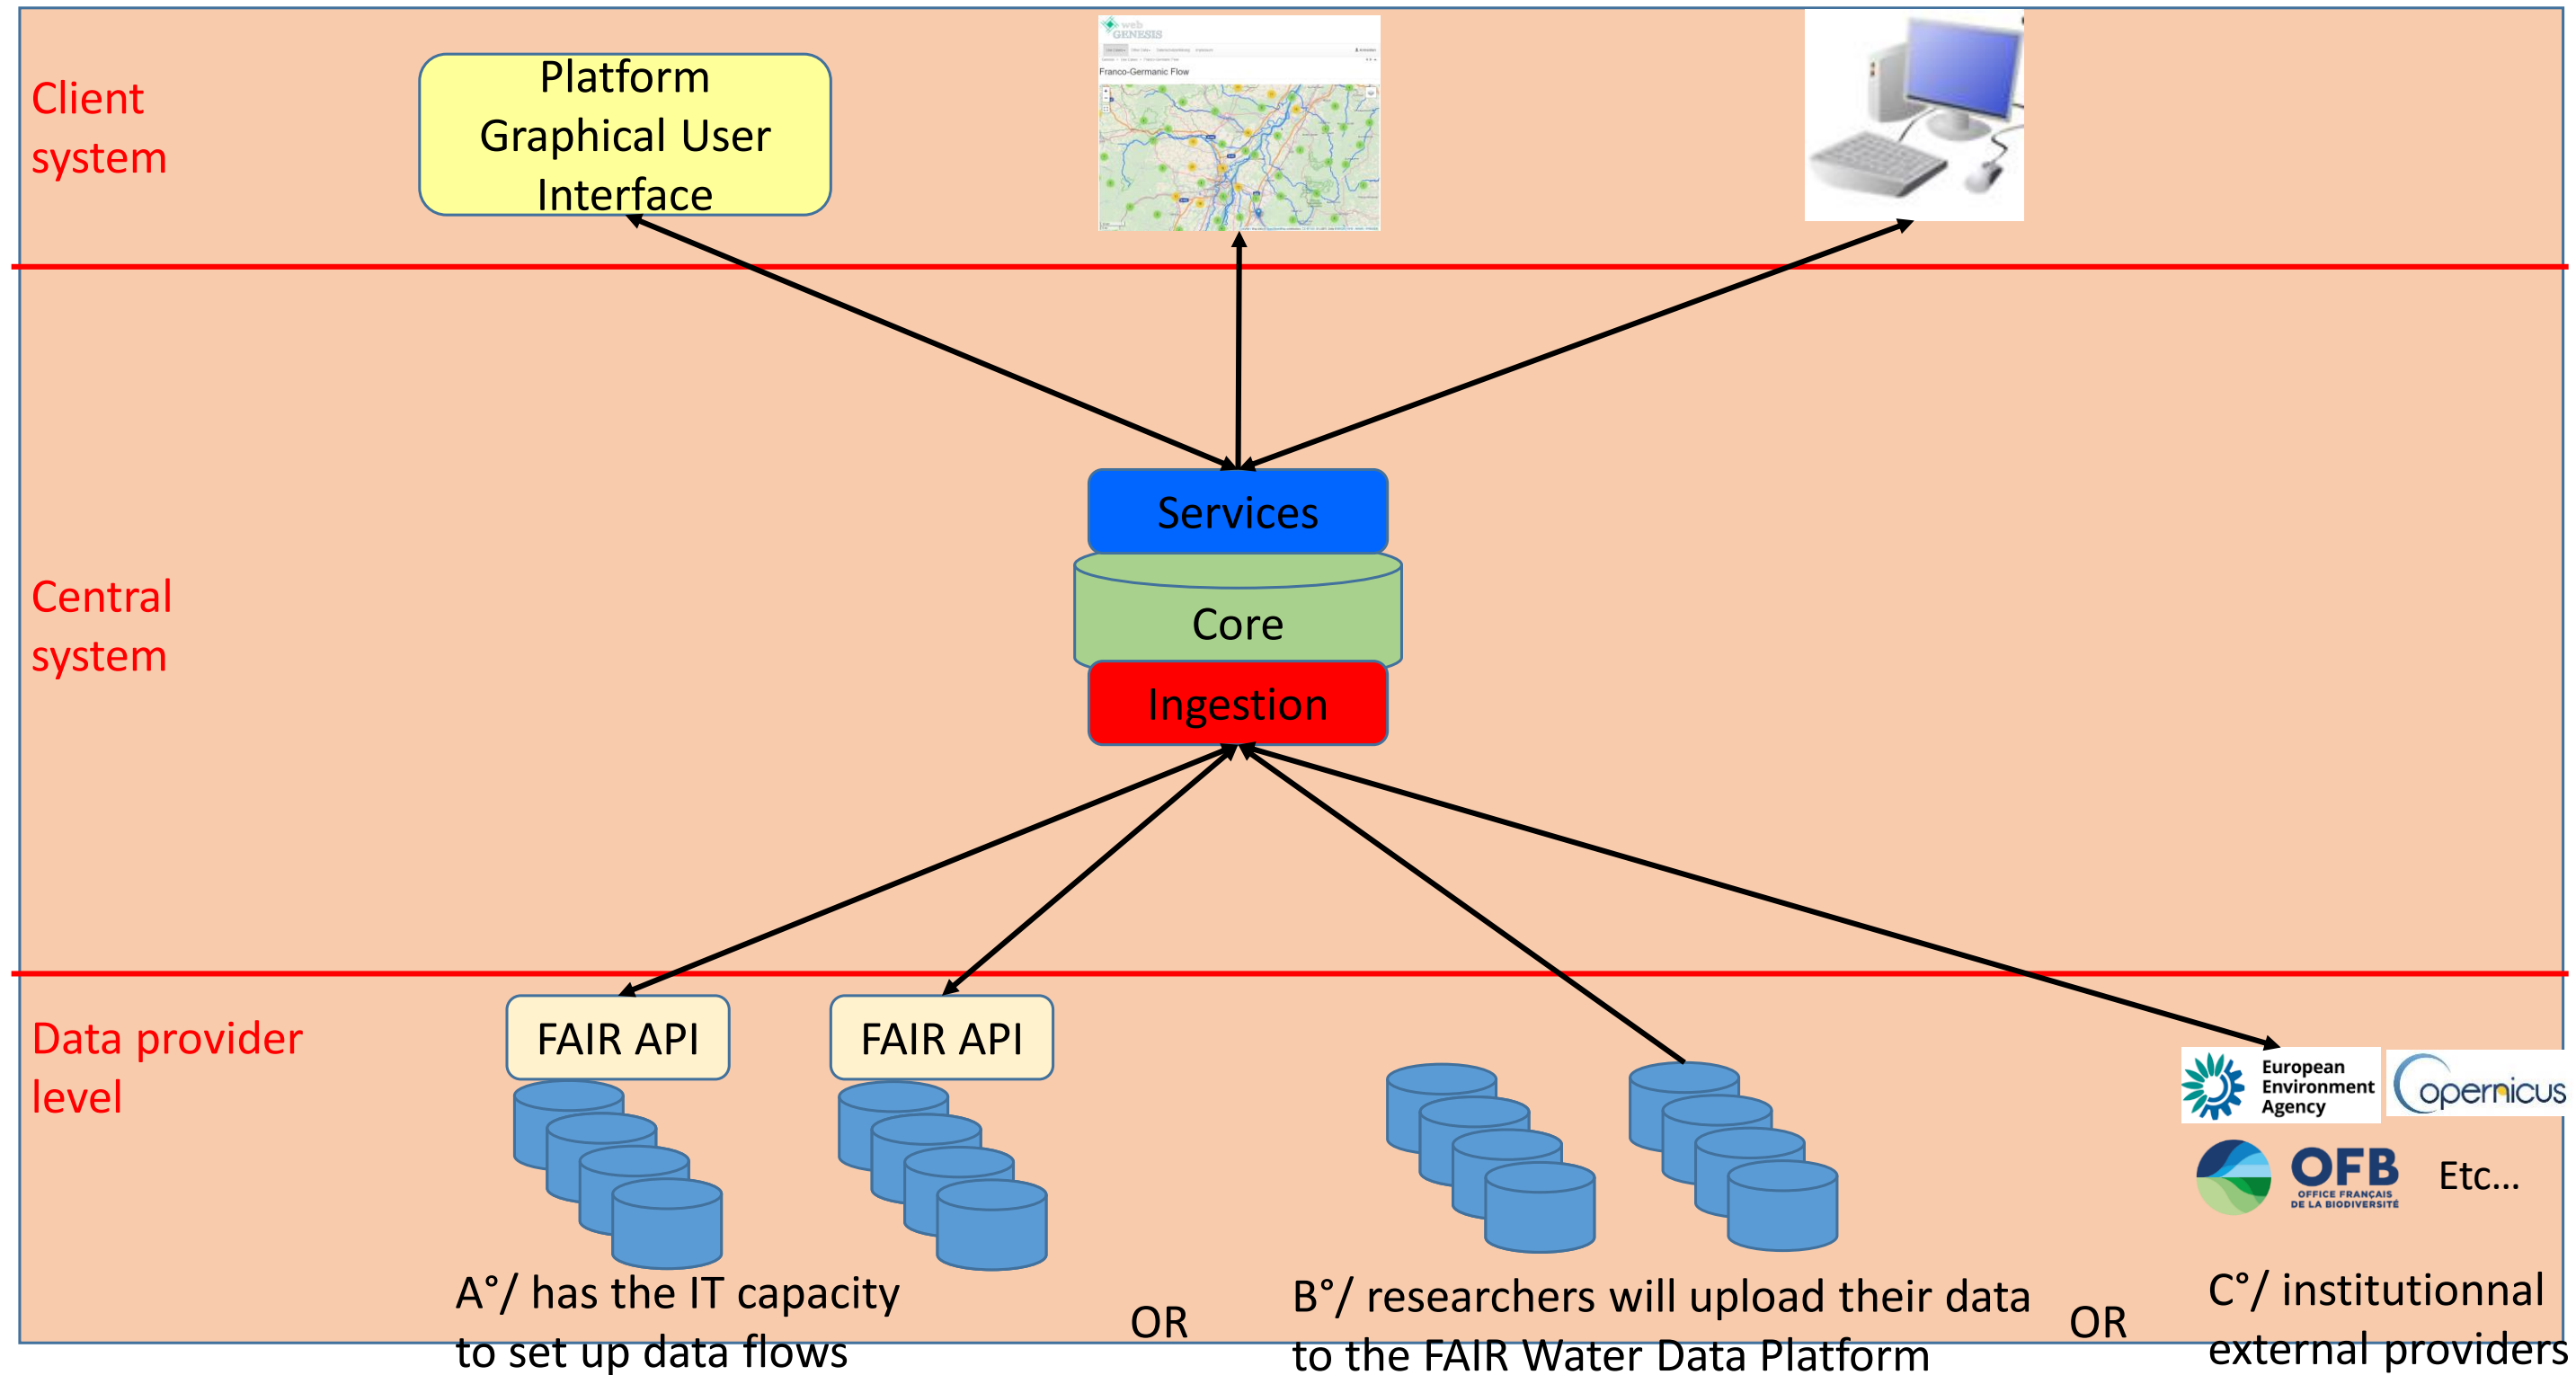 Client
system
Platform
Graphical User
Interface
web
GENESIS
Franco-Germanic Flow
Services
Central
system
Core
Ingestion
Data provider
level
FAIR API
FAIR API
European
Environment
Agency
opernicus
OFB
OFFICE FRANÇAIS
DE LA BIODIVERSITÉ
Etc...
A°/ has the IT capacity
to set up data flows
OR
B°/ researchers will upload their data
to the FAIR Water Data Platform
OR
C°/ institutionnal
external providers